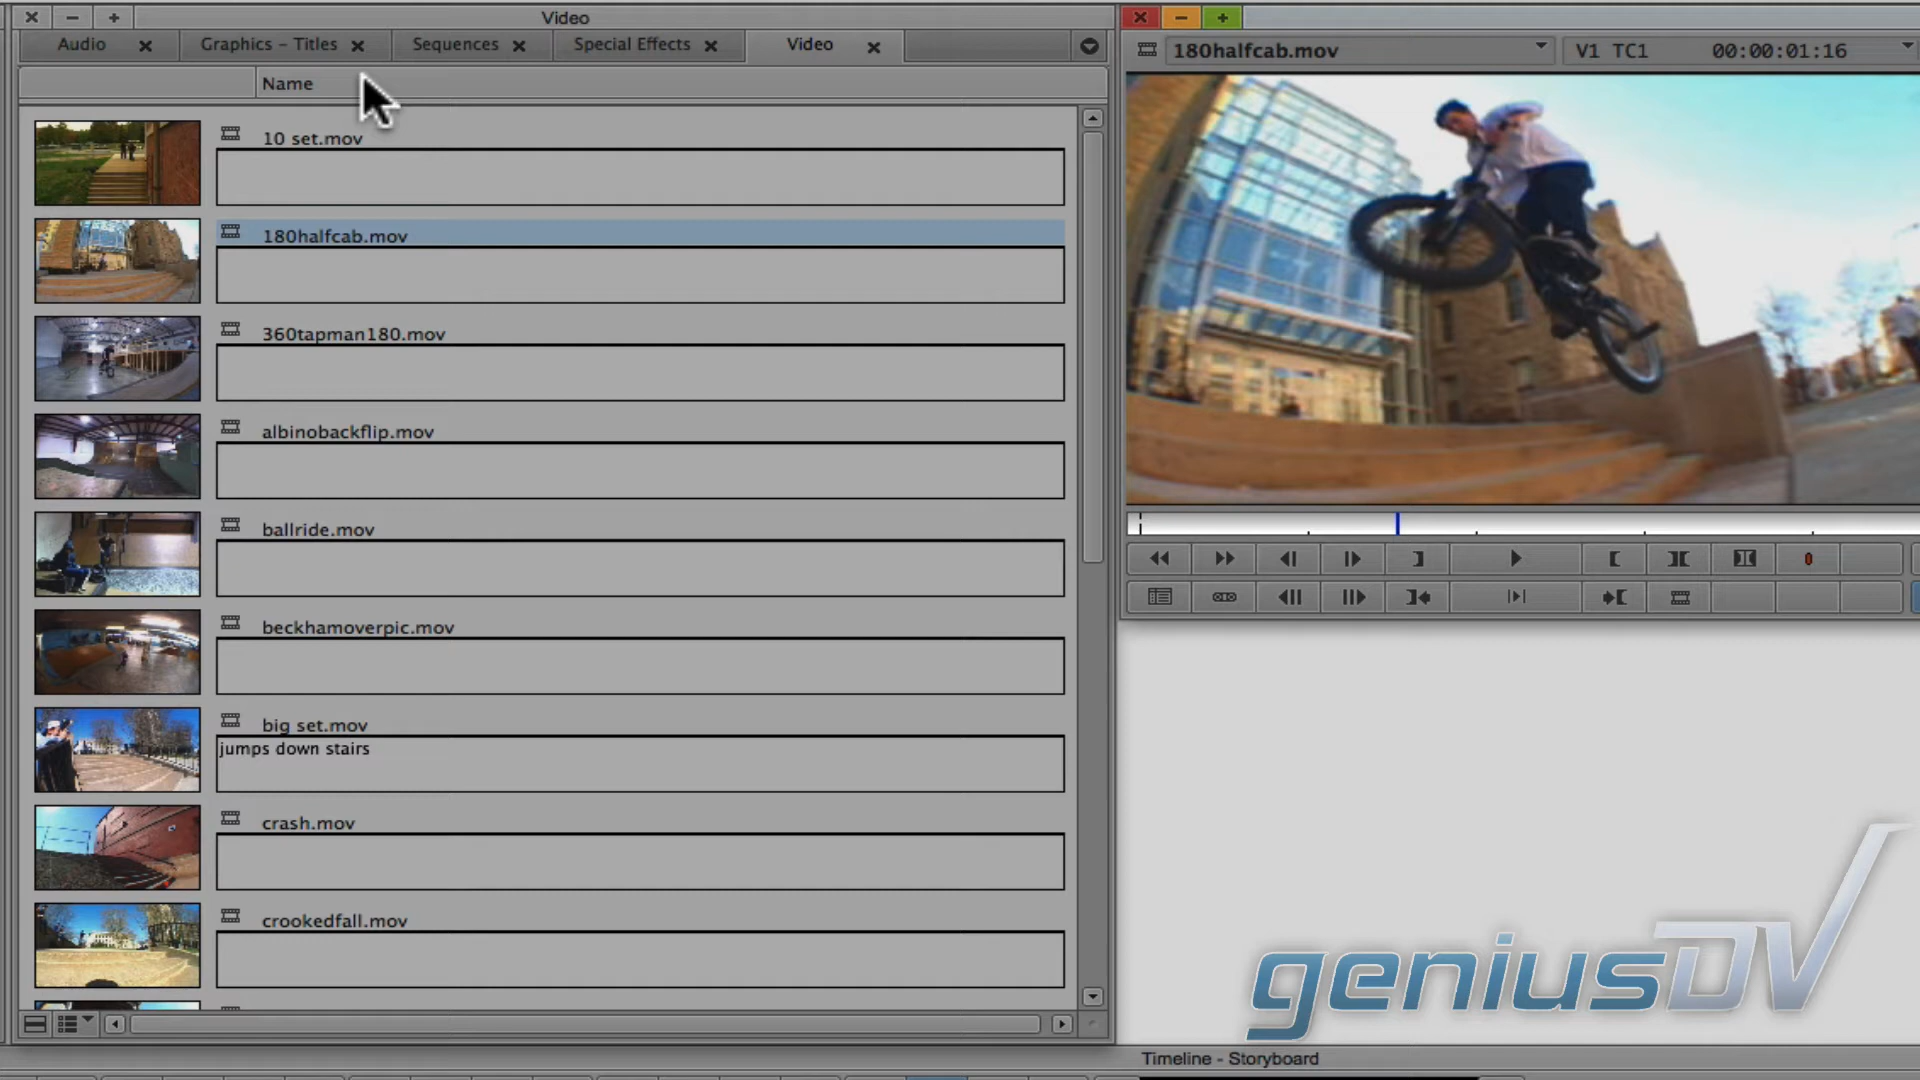 Video
Audio
Graphics - Titles
Sequences
Special Effects
Video
Name
10 set.mov
180halfcab.mov
360tapman180.mov
albinobackflip.mov
ballride.mov
beckhamoverpic.mov
big set.mov
jumps down stairs
crash.mov
crookedfall.mov
180halfcab.mov
V1 TC1
00:00:01:16
geniusDV
Timeline - Storyboard